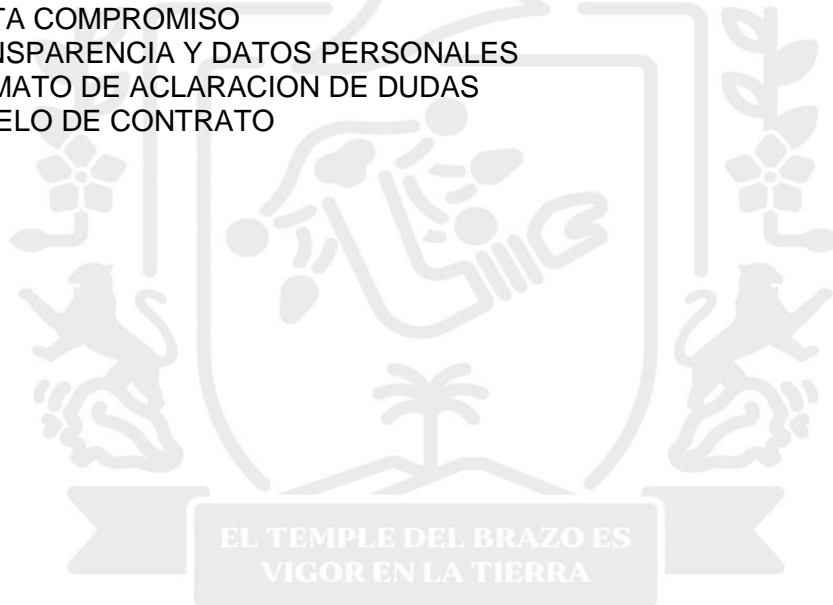 TA COMPROMISO
NSPARENCIA Y DATOS PERSONALES
MATO DE ACLARACION DE DUDAS
ELO DE CONTRATO
EL TEMPLE DEL BRAZO ES
VIGOR EN LA TIERRA